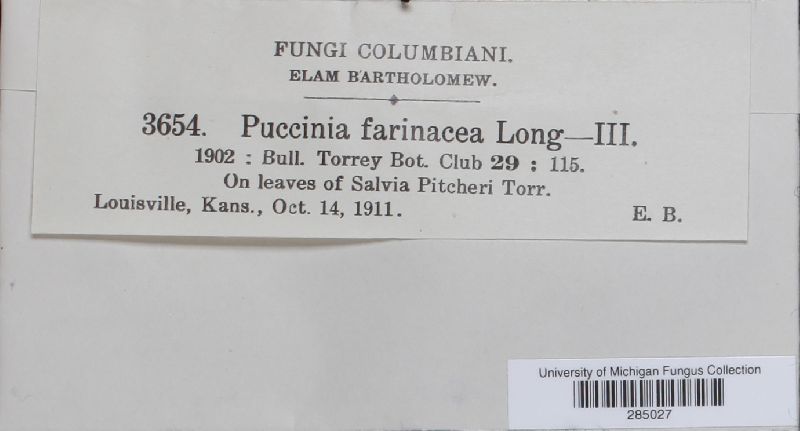 FUNGI COLUMBIANI.
ELAM BARTHOLOMEW.
3654. Puccinia farinacea Long—III.
1902 : Bull. Torrey Bot. Club 29 : 115.
On leaves of Salvia Pitcheri Torr.
Louisville, Kans., Oct. 14, 1911. E. B.
University of Michigan Fungus Collection
285027